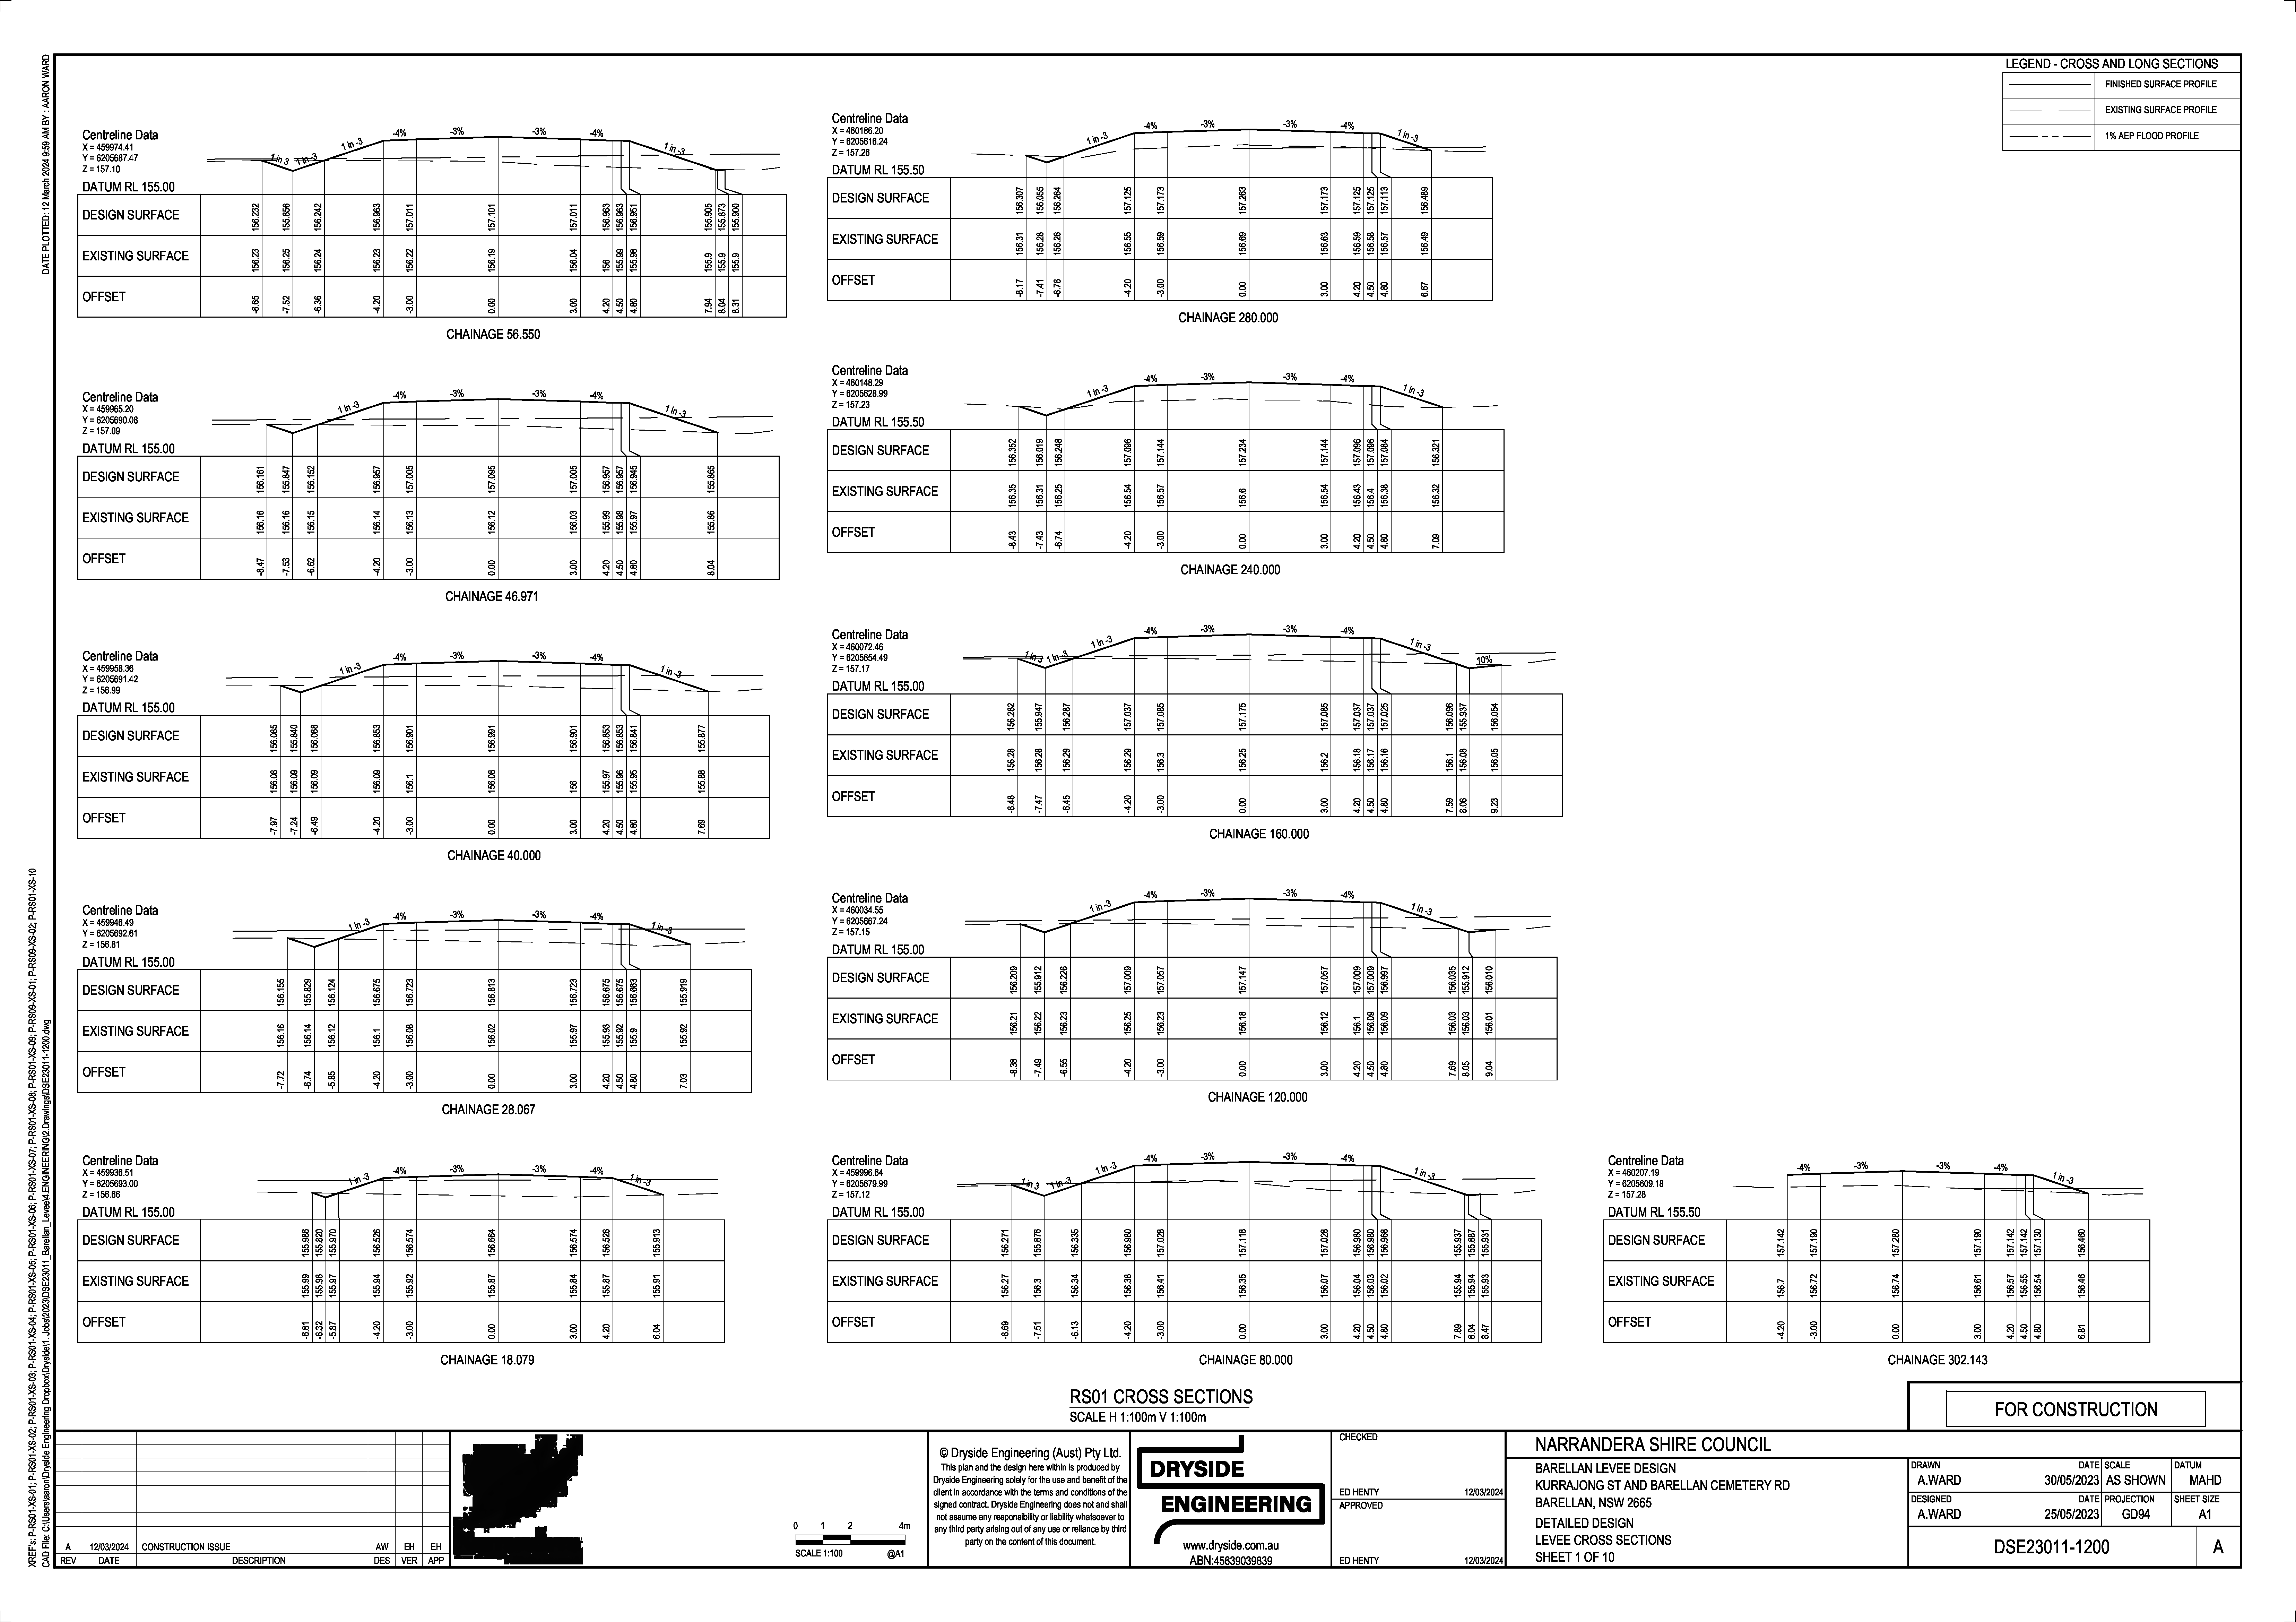 DATE PLOTTED: 12 March 2024 9:59 AM BY : AARON WARD
XREF's: P-RS01-XS-01; P-RS01-XS-02; P-RS01-XS-03; P-RS01-XS-04; P-RS01-XS-05; P-RS01-XS-06; P-RS01-XS-07; P-RS01-XS-08; P-RS01-XS-09; P-RS09-XS-01; P-RS09-XS-02; P-RS01-XS-10
CAD File: C:\Users\aaron\Dryside Engineering Dropbox\Dryside\1. Jobs\2023\DSE23011_Barellan_Levee\4.ENGINEERING\2.Drawings\DSE23011-1200.dwg
LEGEND - CROSS AND LONG SECTIONS
FINISHED SURFACE PROFILE
EXISTING SURFACE PROFILE
1% AEP FLOOD PROFILE
Centreline Data
X = 459974.41
Y = 6205687.47
Z = 157.10
DATUM RL 155.00
1 in 3 1 in -3 1 in -3 -4% -3% -3% -4% 1 in -3
DESIGN SURFACE 156.232 155.856 156.242 156.963 157.011 157.101 157.011 156.963 156.963 156.951 155.905 155.873 155.900
EXISTING SURFACE 156.23 156.25 156.24 156.23 156.22 156.19 156.04 156 155.99 155.98 155.9 155.9 155.9
OFFSET -8.65 -7.52 -6.36 -4.20 -3.00 0.00 3.00 4.20 4.50 4.80 7.94 8.04 8.31
CHAINAGE 56.550
Centreline Data
X = 459965.20
Y = 6205690.08
Z = 157.09
DATUM RL 155.00
1 in -3 -4% -3% -3% -4% 1 in -3
DESIGN SURFACE 156.161 155.847 156.152 156.957 157.005 157.095 157.005 156.957 156.957 156.945 155.865
EXISTING SURFACE 156.16 156.16 156.15 156.14 156.13 156.12 156.03 155.99 155.98 155.97 155.86
OFFSET -8.47 -7.53 -6.62 -4.20 -3.00 0.00 3.00 4.20 4.50 4.80 8.04
CHAINAGE 46.971
Centreline Data
X = 459958.36
Y = 6205691.42
Z = 156.99
DATUM RL 155.00
1 in -3 -4% -3% -3% -4% 1 in -3
DESIGN SURFACE 156.085 155.840 156.088 156.853 156.901 156.991 156.901 156.853 156.853 156.841 155.877
EXISTING SURFACE 156.08 156.09 156.09 156.09 156.1 156.08 156 155.97 155.96 155.95 155.88
OFFSET -7.97 -7.24 -6.49 -4.20 -3.00 0.00 3.00 4.20 4.50 4.80 7.69
CHAINAGE 40.000
Centreline Data
X = 459946.49
Y = 6205692.61
Z = 156.81
DATUM RL 155.00
1 in -3 -4% -3% -3% -4% 1 in -3
DESIGN SURFACE 156.155 155.829 156.124 156.675 156.723 156.813 156.723 156.675 156.675 156.663 155.919
EXISTING SURFACE 156.16 156.14 156.12 156.1 156.08 156.02 155.97 155.93 155.92 155.9 155.92
OFFSET -7.72 -6.74 -5.85 -4.20 -3.00 0.00 3.00 4.20 4.50 4.80 7.03
CHAINAGE 28.067
Centreline Data
X = 459936.51
Y = 6205693.00
Z = 156.66
DATUM RL 155.00
1 in -3 -4% -3% -3% -4% 1 in -3
DESIGN SURFACE 155.986 155.820 155.970 156.526 156.574 156.664 156.574 156.526 155.913
EXISTING SURFACE 155.99 155.98 155.97 155.94 155.92 155.87 155.84 155.87 155.91
OFFSET -6.81 -6.32 -5.87 -4.20 -3.00 0.00 3.00 4.20 6.04
CHAINAGE 18.079
Centreline Data
X = 460186.20
Y = 6205616.24
Z = 157.26
DATUM RL 155.50
1 in -3 -4% -3% -3% -4% 1 in -3
DESIGN SURFACE 156.307 156.055 156.264 157.125 157.173 157.263 157.173 157.125 157.125 157.113 156.489
EXISTING SURFACE 156.31 156.28 156.26 156.55 156.59 156.69 156.63 156.59 156.58 156.57 156.49
OFFSET -8.17 -7.41 -6.78 -4.20 -3.00 0.00 3.00 4.20 4.50 4.80 6.67
CHAINAGE 280.000
Centreline Data
X = 460148.29
Y = 6205628.99
Z = 157.23
DATUM RL 155.50
1 in -3 -4% -3% -3% -4% 1 in -3
DESIGN SURFACE 156.352 156.019 156.248 157.096 157.144 157.234 157.144 157.096 157.096 157.084 156.321
EXISTING SURFACE 156.35 156.31 156.25 156.54 156.57 156.6 156.54 156.43 156.4 156.38 156.32
OFFSET -8.43 -7.43 -6.74 -4.20 -3.00 0.00 3.00 4.20 4.50 4.80 7.09
CHAINAGE 240.000
Centreline Data
X = 460072.46
Y = 6205654.49
Z = 157.17
DATUM RL 155.00
1 in -3 1 in -3 1 in -3 -4% -3% -3% -4% 1 in -3 10%
DESIGN SURFACE 156.282 155.947 156.287 157.037 157.085 157.175 157.085 157.037 157.037 157.025 156.096 155.937 156.054
EXISTING SURFACE 156.28 156.28 156.29 156.29 156.3 156.25 156.2 156.18 156.17 156.16 156.1 156.08 156.05
OFFSET -8.48 -7.47 -6.45 -4.20 -3.00 0.00 3.00 4.20 4.50 4.80 7.59 8.06 9.23
CHAINAGE 160.000
Centreline Data
X = 460034.55
Y = 6205667.24
Z = 157.15
DATUM RL 155.00
1 in -3 -4% -3% -3% -4% 1 in -3
DESIGN SURFACE 156.209 155.912 156.226 157.009 157.057 157.147 157.057 157.009 157.009 156.997 156.035 155.912 156.010
EXISTING SURFACE 156.21 156.22 156.23 156.25 156.23 156.18 156.12 156.1 156.09 156.09 156.03 156.03 156.01
OFFSET -8.38 -7.49 -6.55 -4.20 -3.00 0.00 3.00 4.20 4.50 4.80 7.69 8.05 9.04
CHAINAGE 120.000
Centreline Data
X = 459996.64
Y = 6205679.99
Z = 157.12
DATUM RL 155.00
1 in 3 1 in -3 1 in -3 -4% -3% -3% -4% 1 in -3
DESIGN SURFACE 156.271 155.876 156.335 156.980 157.028 157.118 157.028 156.980 156.980 156.968 155.937 155.887 155.931
EXISTING SURFACE 156.27 156.3 156.34 156.38 156.41 156.35 156.07 156.04 156.03 156.02 155.94 155.94 155.93
OFFSET -8.69 -7.51 -6.13 -4.20 -3.00 0.00 3.00 4.20 4.50 4.80 7.89 8.04 8.47
CHAINAGE 80.000
Centreline Data
X = 460207.19
Y = 6205609.18
Z = 157.28
DATUM RL 155.50
-4% -3% -3% -4% 1 in -3
DESIGN SURFACE 157.142 157.190 157.280 157.190 157.142 157.142 157.130 156.460
EXISTING SURFACE 156.7 156.72 156.74 156.61 156.57 156.55 156.54 156.46
OFFSET -4.20 -3.00 0.00 3.00 4.20 4.50 4.80 6.81
CHAINAGE 302.143
RS01 CROSS SECTIONS
SCALE H 1:100m V 1:100m
FOR CONSTRUCTION
A 12/03/2024 CONSTRUCTION ISSUE AW EH EH
REV DATE DESCRIPTION DES VER APP
0 1 2 4m
SCALE 1:100 @A1
© Dryside Engineering (Aust) Pty Ltd.
This plan and the design here within is produced by
Dryside Engineering solely for the use and benefit of the
client in accordance with the terms and conditions of the
signed contract. Dryside Engineering does not and shall
not assume any responsibility or liability whatsoever to
any third party arising out of any use or reliance by third
party on the content of this document.
DRYSIDE
ENGINEERING
www.dryside.com.au
ABN:45639039839
CHECKED
ED HENTY 12/03/2024
APPROVED
ED HENTY 12/03/2024
NARRANDERA SHIRE COUNCIL
BARELLAN LEVEE DESIGN
KURRAJONG ST AND BARELLAN CEMETERY RD
BARELLAN, NSW 2665
DETAILED DESIGN
LEVEE CROSS SECTIONS
SHEET 1 OF 10
DRAWN DATE SCALE DATUM
A.WARD 30/05/2023 AS SHOWN MAHD
DESIGNED DATE PROJECTION SHEET SIZE
A.WARD 25/05/2023 GD94 A1
DSE23011-1200 A